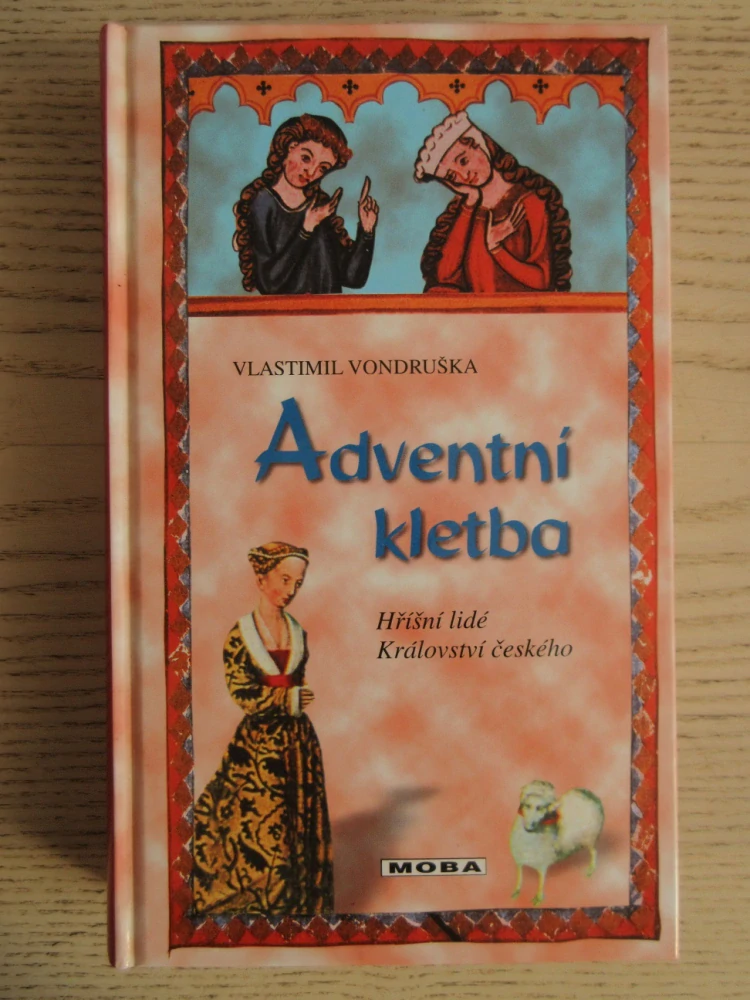 VLASTIMIL VONDRUŠKA
Adventní
kletba
Hříšní lidé
Království českého
MOBA